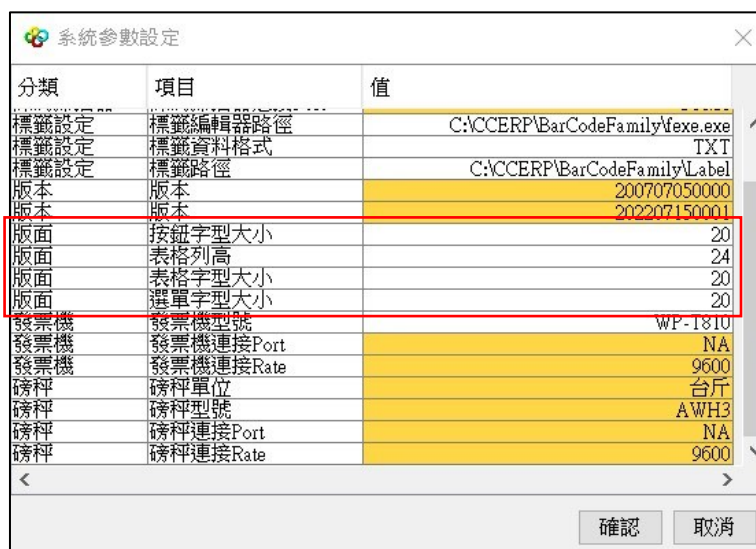 系統參數設定
分類 項目 值
標籤設定 標籤編輯器路徑 C:\CCERP\BarCodeFamily\fexe.exe
標籤設定 標籤資料格式 TXT
標籤設定 標籤路徑 C:\CCERP\BarCodeFamily\Label
版本 版本 200707050000
版本 版本 202207150001
版面 按鈕字型大小 20
版面 表格列高 24
版面 表格字型大小 20
版面 選單字型大小 20
發票機 發票機型號 WP-T810
發票機 發票機連接Port NA
發票機 發票機連接Rate 9600
磅秤 磅秤單位 台斤
磅秤 磅秤型號 AWH3
磅秤 磅秤連接Port NA
磅秤 磅秤連接Rate 9600
確認 取消